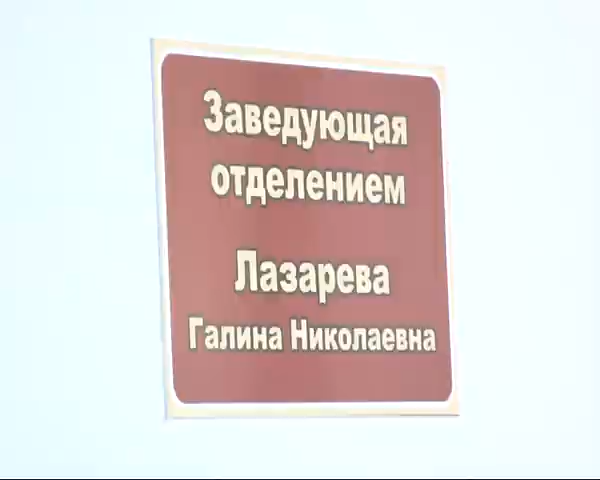 Заведующая
отделением
Лазарева
Галина Николаевна